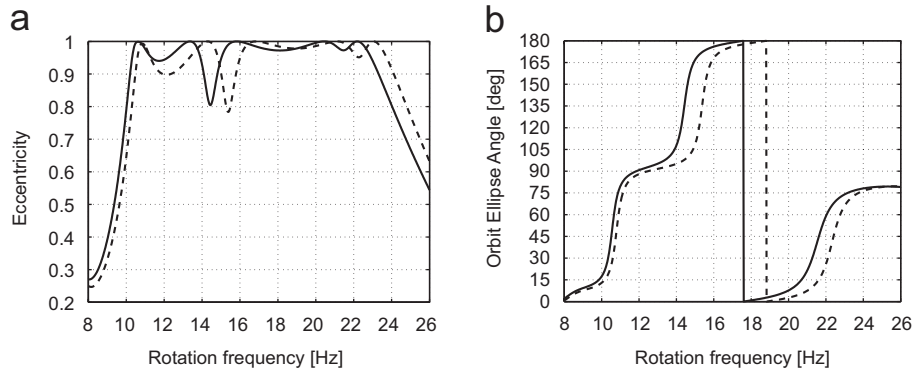 a
Eccentricity
1
0.9
0.8
0.7
0.6
0.5
0.4
0.3
0.2
8 10 12 14 16 18 20 22 24 26
Rotation frequency [Hz]
b
Orbit Ellipse Angle [deg]
180
165
150
135
120
105
90
75
60
45
30
15
0
8 10 12 14 16 18 20 22 24 26
Rotation frequency [Hz]